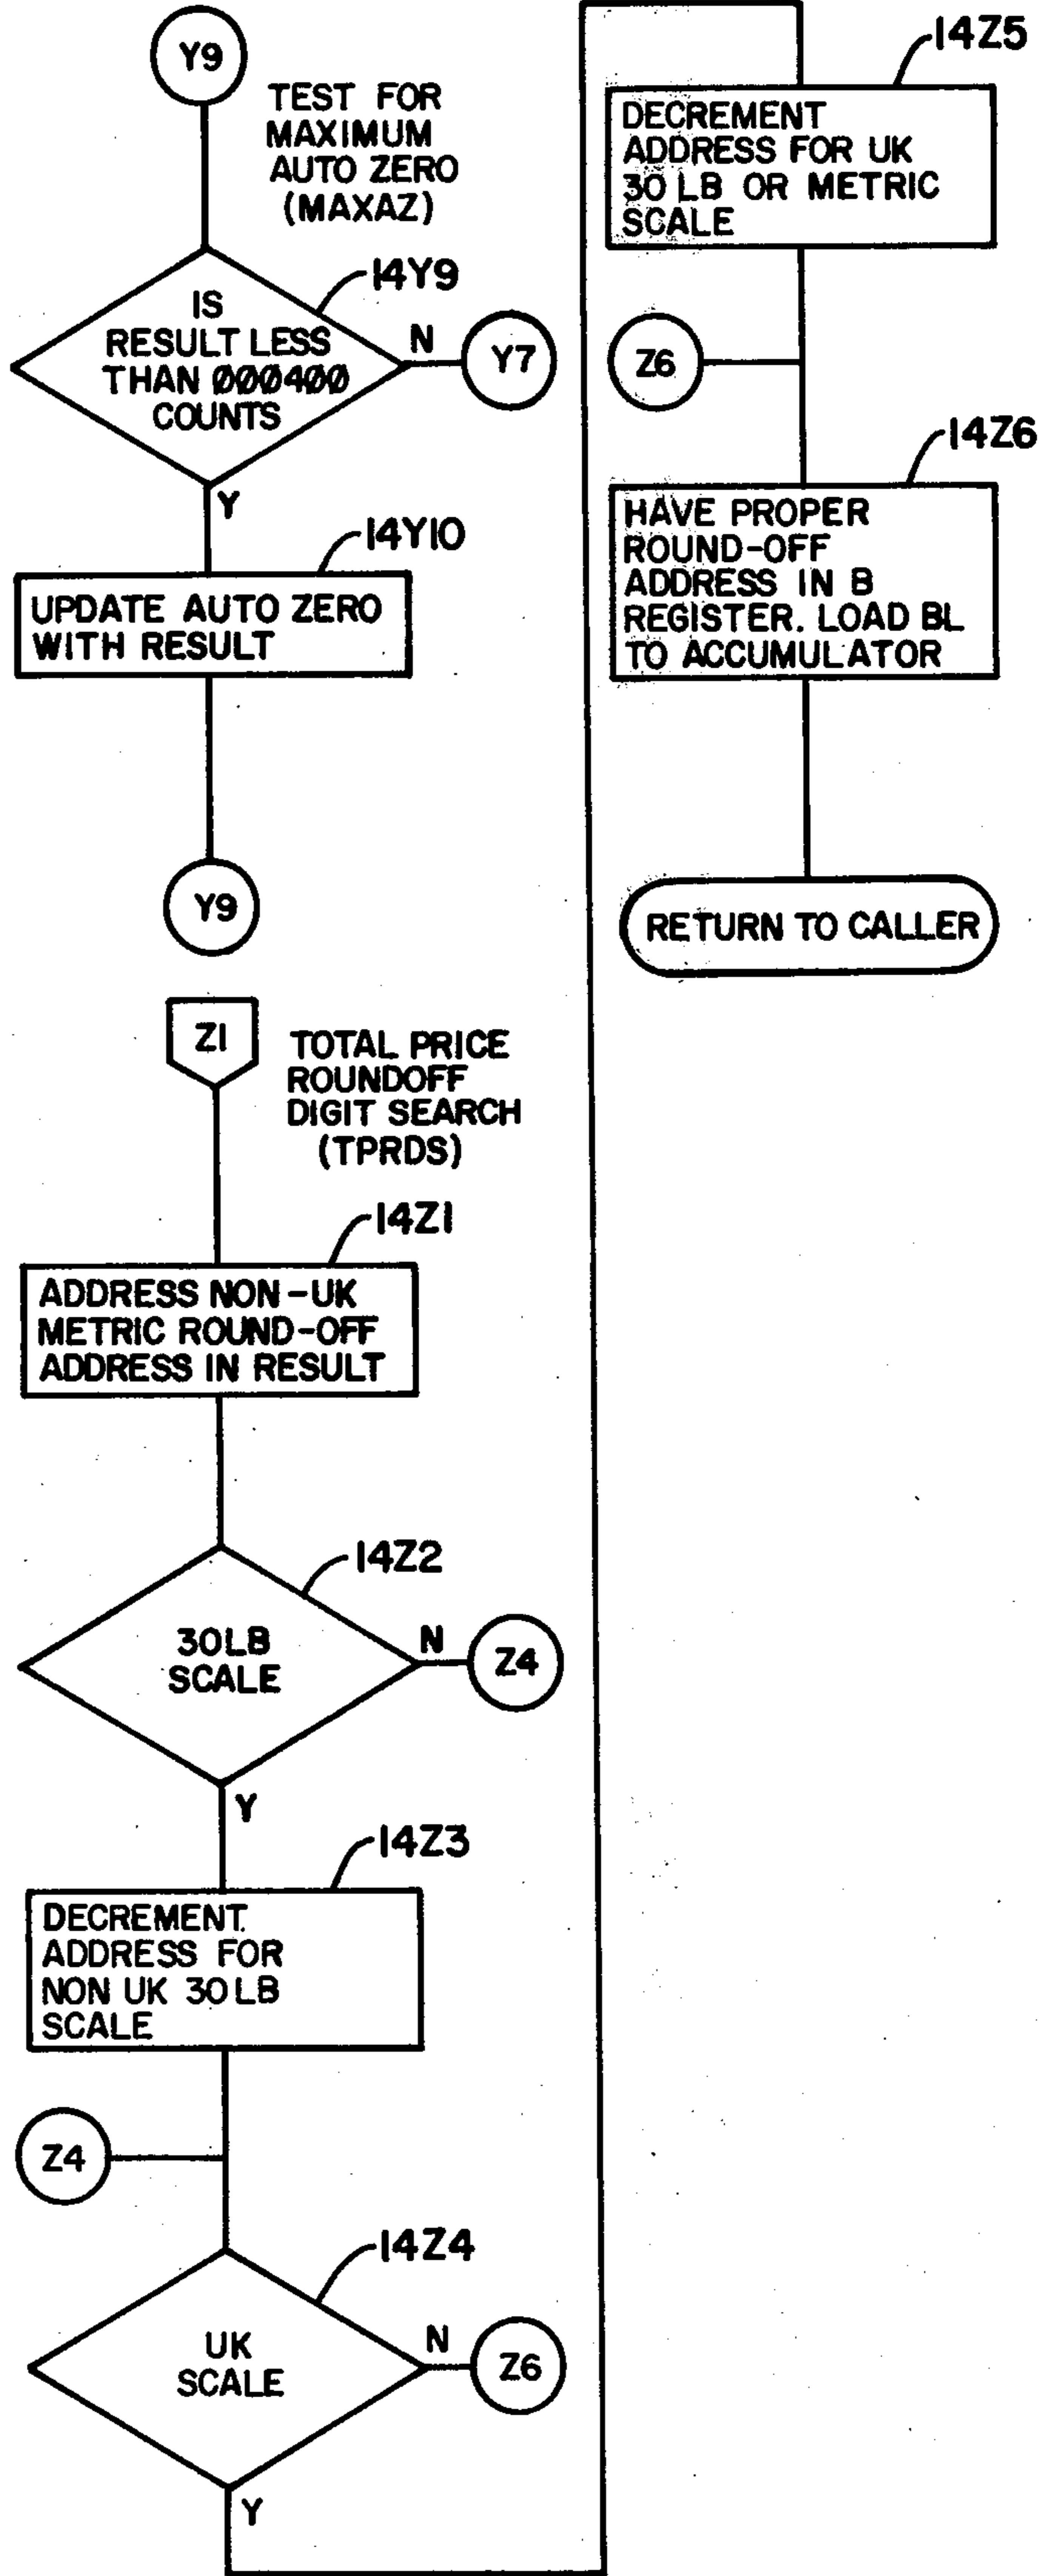 Y9
TEST FOR
MAXIMUM
AUTO ZERO
(MAXAZ)
14Y9
IS
RESULT LESS
THAN 000400
COUNTS
N
Y7
Y
14Y10
UPDATE AUTO ZERO
WITH RESULT
Y9
Z1
TOTAL PRICE
ROUNDOFF
DIGIT SEARCH
(TPRDS)
14Z1
ADDRESS NON-UK
METRIC ROUND-OFF
ADDRESS IN RESULT
14Z2
30LB
SCALE
N
Z4
Y
14Z3
DECREMENT
ADDRESS FOR
NON UK 30LB
SCALE
Z4
14Z4
UK
SCALE
N
Z6
Y
14Z5
DECREMENT
ADDRESS FOR UK
30 LB OR METRIC
SCALE
Z6
14Z6
HAVE PROPER
ROUND-OFF
ADDRESS IN B
REGISTER. LOAD BL
TO ACCUMULATOR
RETURN TO CALLER